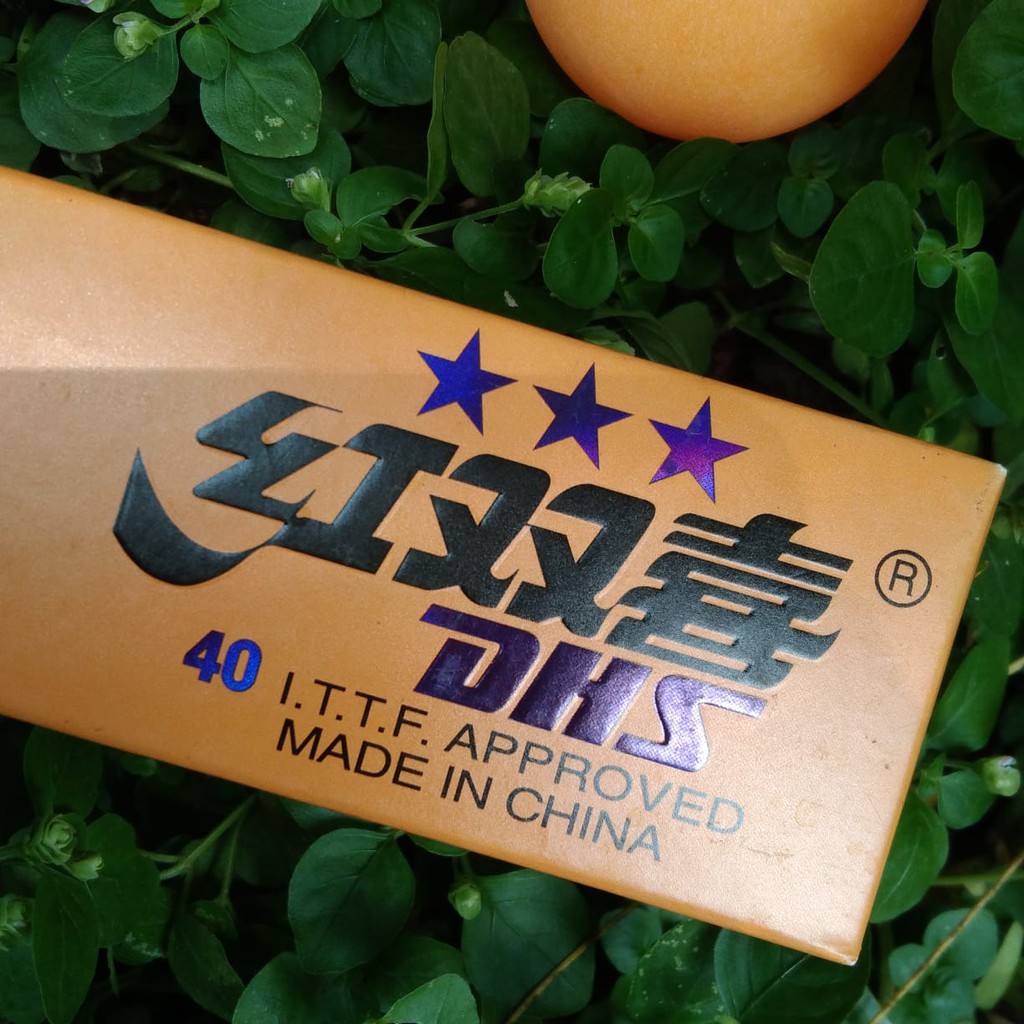 红双喜®
DHS
40 I.T.T.F. APPROVED
MADE IN CHINA